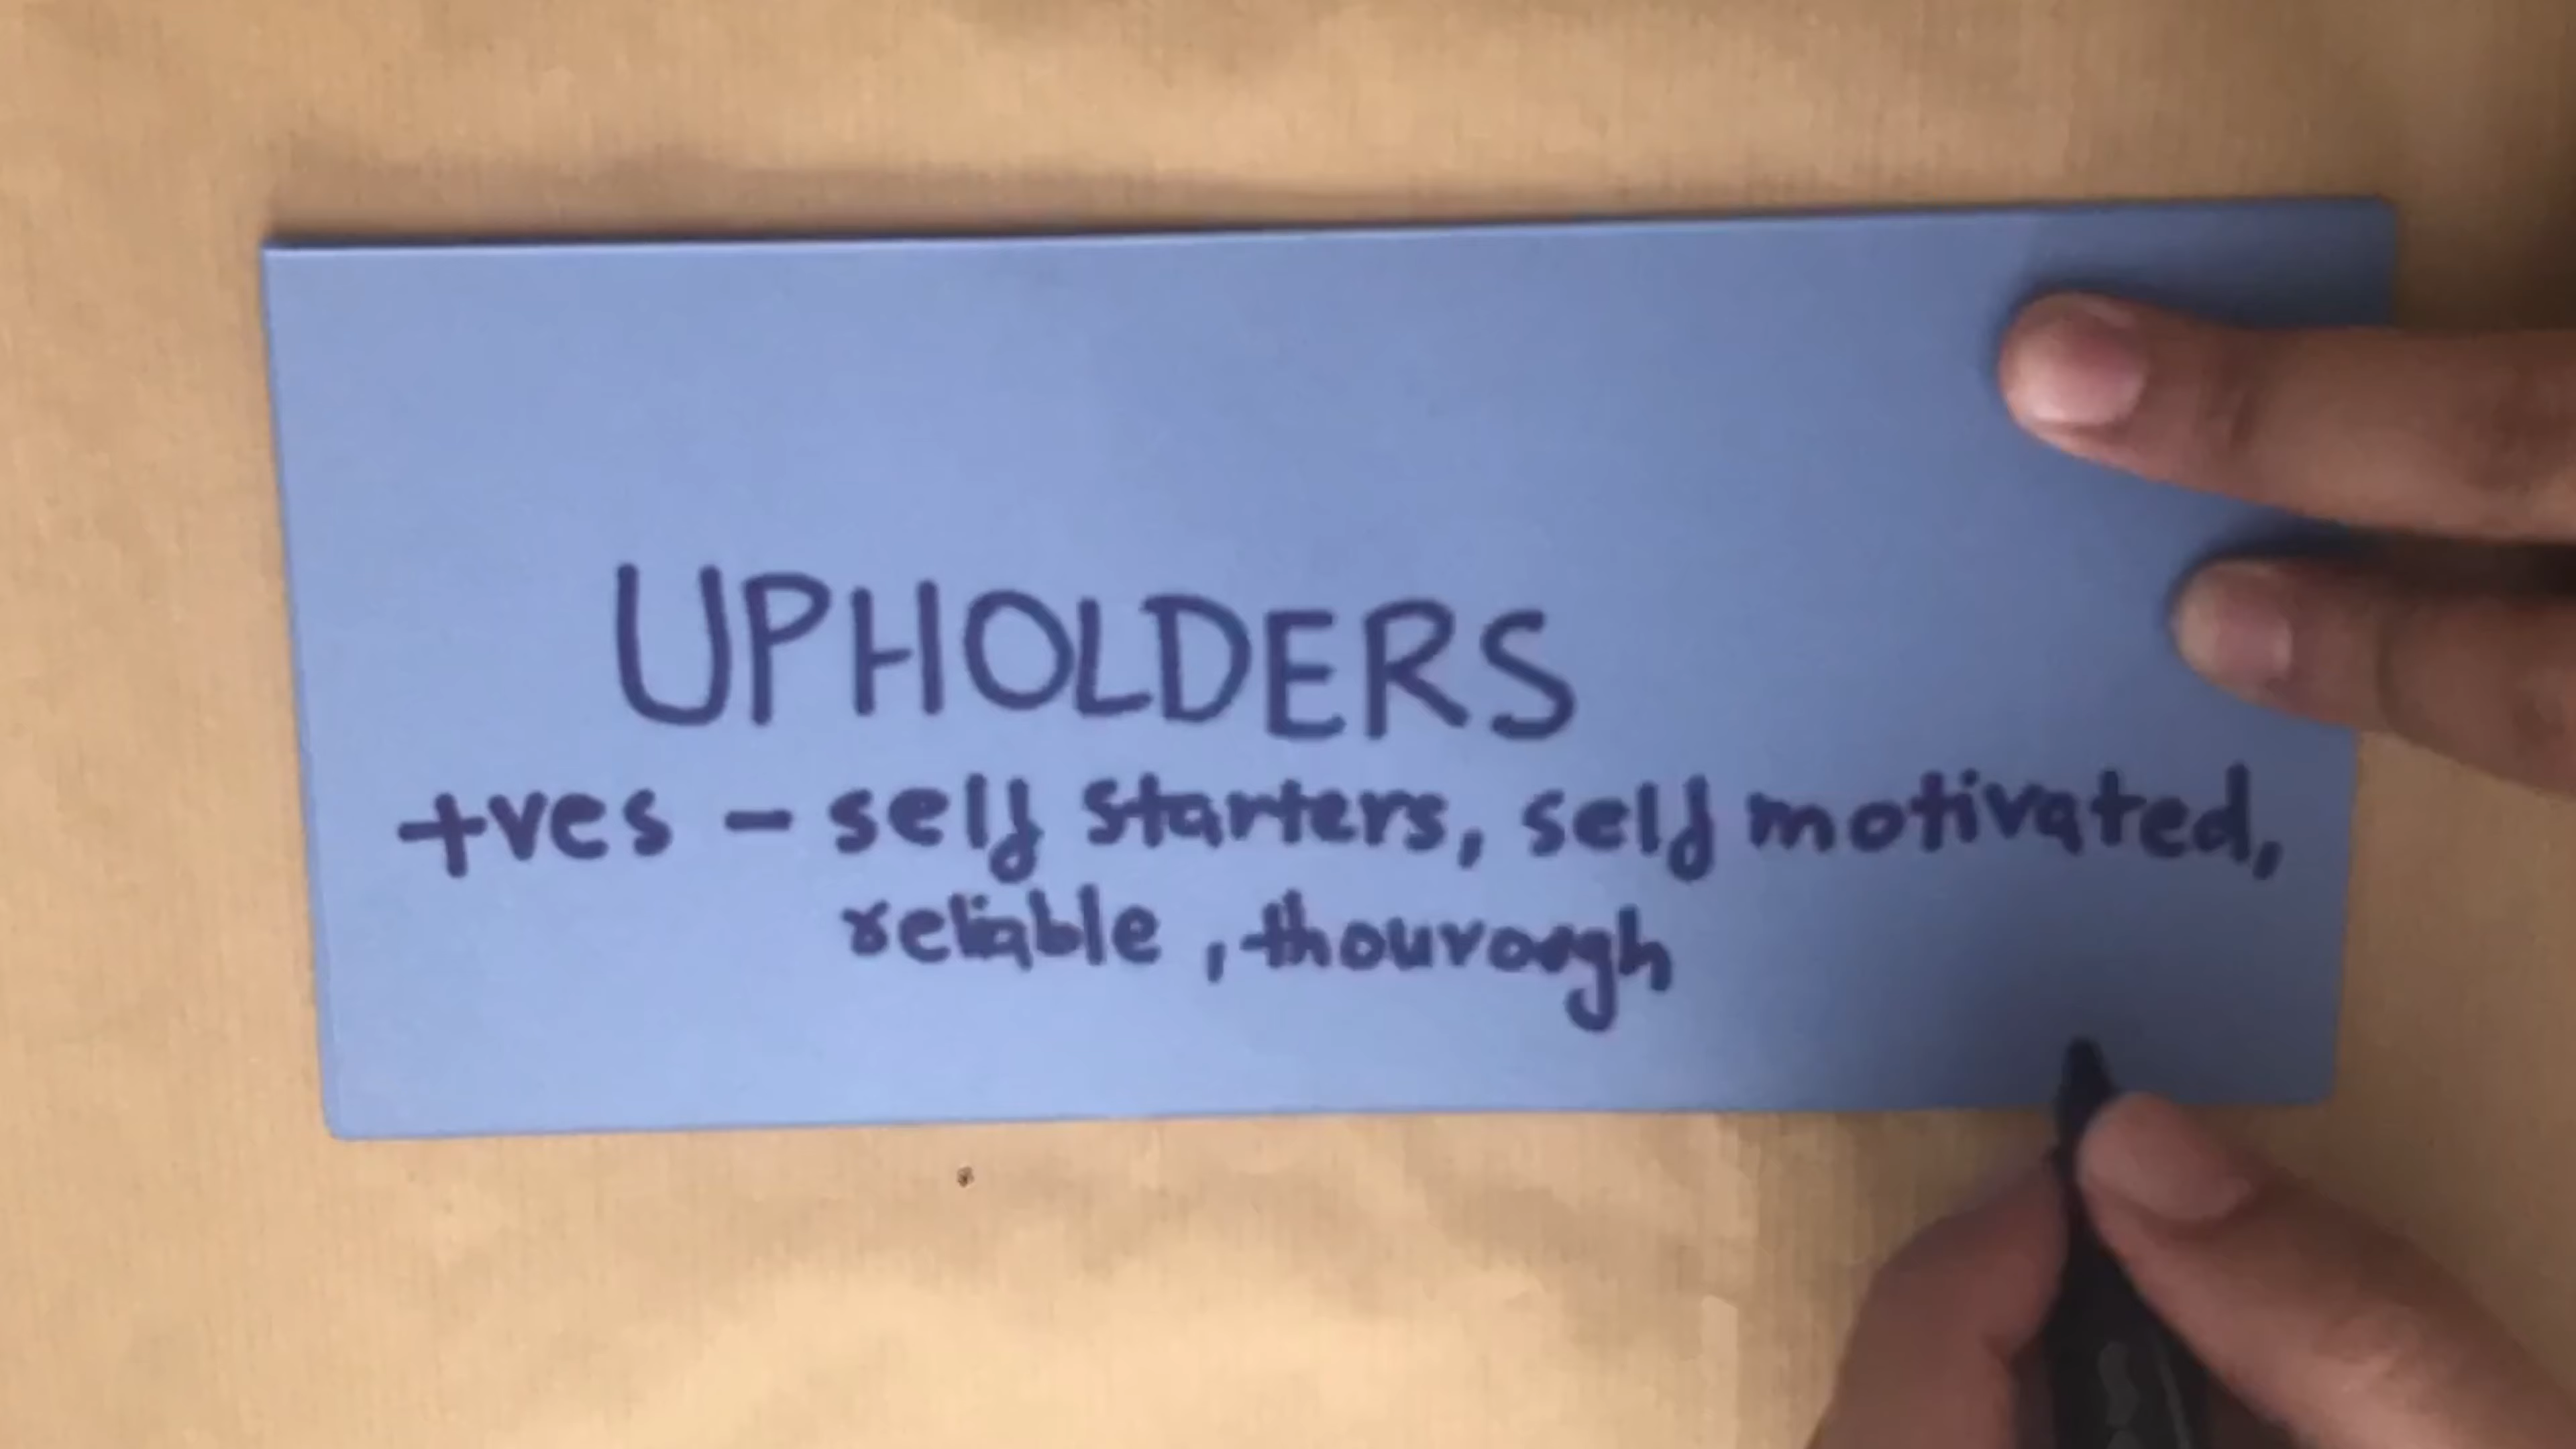 UPHOLDERS
+ves - self starters, self motivated,
reliable, thourough